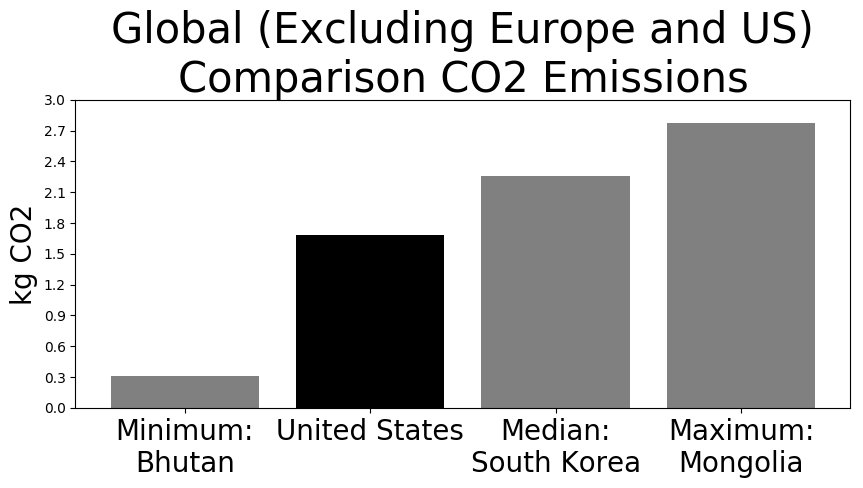 Global (Excluding Europe and US)
Comparison CO2 Emissions
kg CO2
3.0
2.7
2.4
2.1
1.8
1.5
1.2
0.9
0.6
0.3
0.0
Minimum:
Bhutan
United States
Median:
South Korea
Maximum:
Mongolia